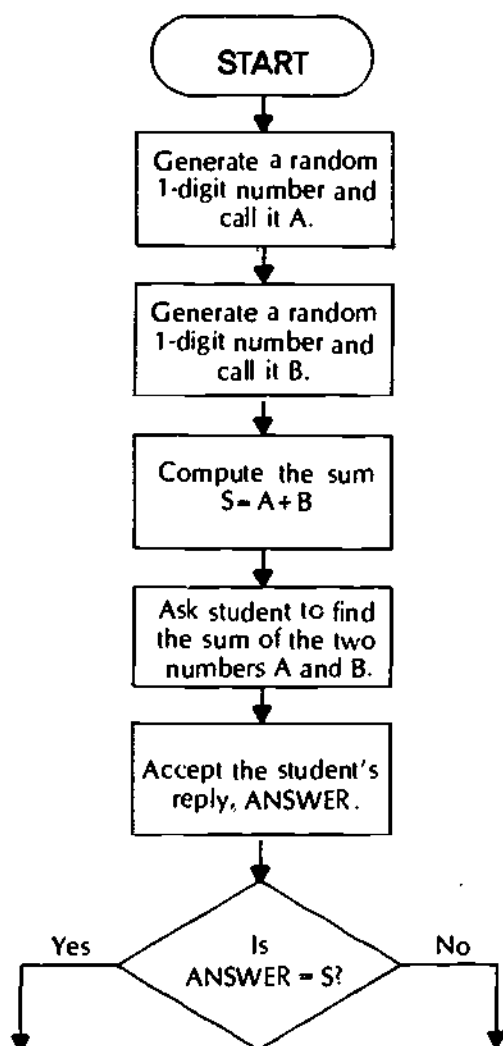 START
Generate a random
1-digit number and
call it A.
Generate a random
1-digit number and
call it B.
Compute the sum
S = A + B
Ask student to find
the sum of the two
numbers A and B.
Accept the student's
reply, ANSWER.
Yes
Is
No
ANSWER = S?